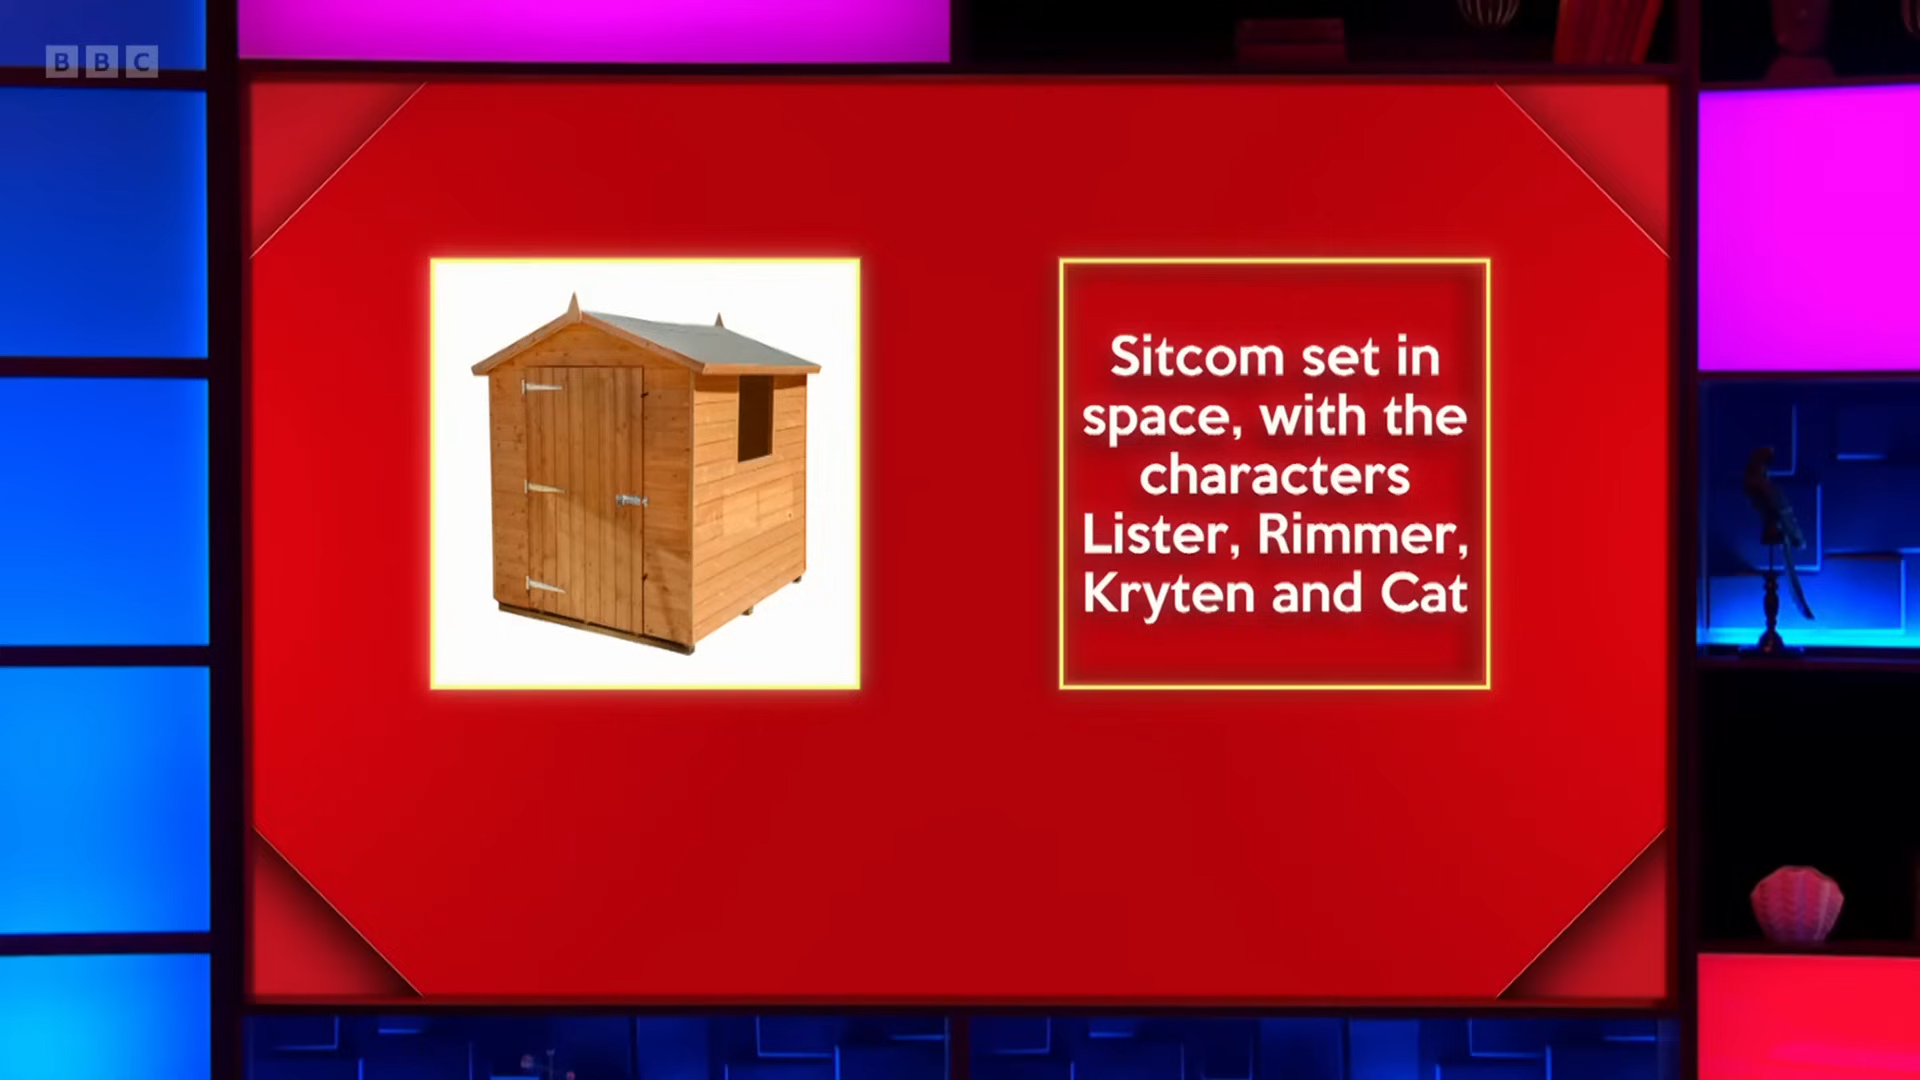 BBC
Sitcom set in
space, with the
characters
Lister, Rimmer,
Kryten and Cat